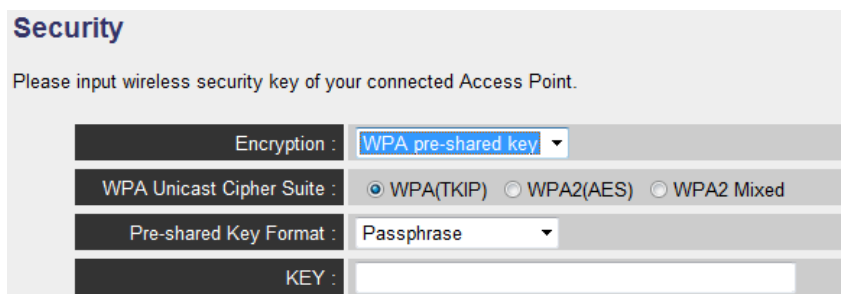 Security
Please input wireless security key of your connected Access Point.
Encryption : WPA pre-shared key
WPA Unicast Cipher Suite : WPA(TKIP) WPA2(AES) WPA2 Mixed
Pre-shared Key Format : Passphrase
KEY :